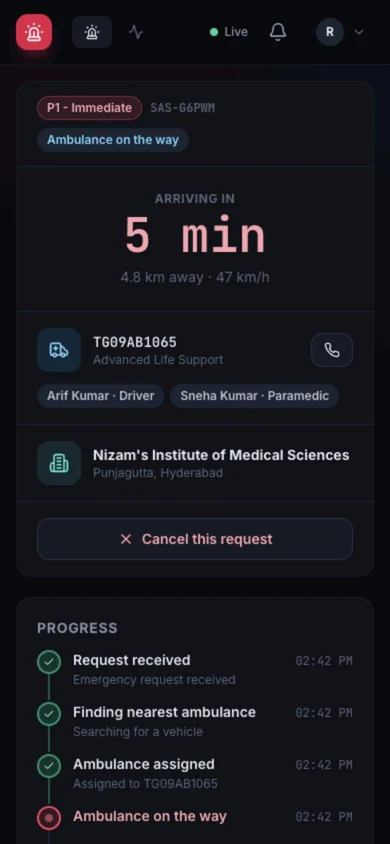 Live
R
P1 - Immediate SAS-G6PWM
Ambulance on the way
ARRIVING IN
5 min
4.8 km away · 47 km/h
TG09AB1065
Advanced Life Support
Arif Kumar · Driver Sneha Kumar · Paramedic
Nizam's Institute of Medical Sciences
Punjagutta, Hyderabad
Cancel this request
PROGRESS
Request received 02:42 PM
Emergency request received
Finding nearest ambulance 02:42 PM
Searching for a vehicle
Ambulance assigned 02:42 PM
Assigned to TG09AB1065
Ambulance on the way 02:42 PM